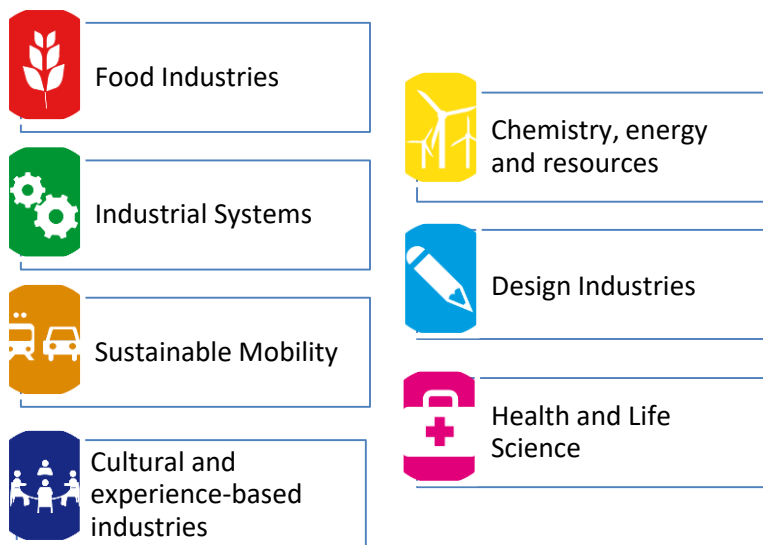 Food Industries
Industrial Systems
Sustainable Mobility
Cultural and
experience-based
industries
Chemistry, energy
and resources
Design Industries
Health and Life
Science